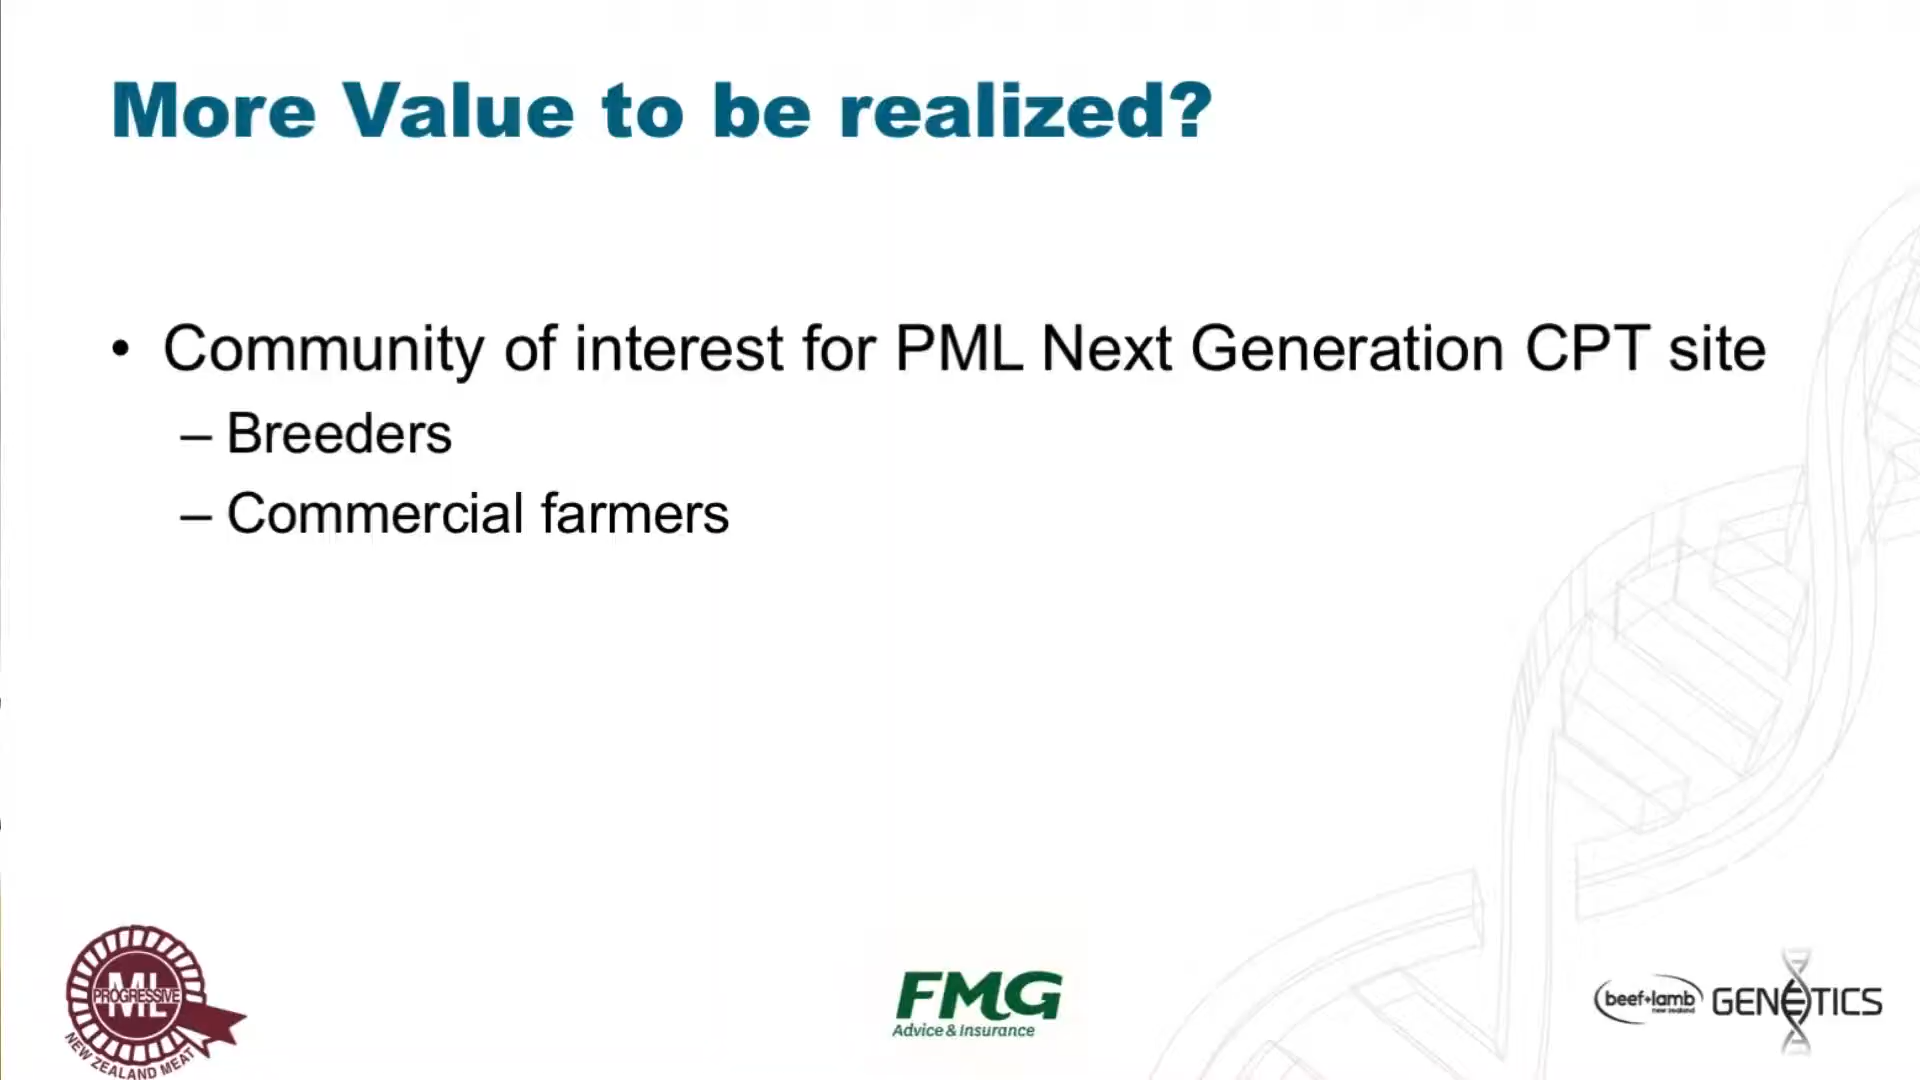 More Value to be realized?
• Community of interest for PML Next Generation CPT site
– Breeders
– Commercial farmers
ML
PROGRESSIVE
NEW ZEALAND MEAT
FMG
Advice & Insurance
beef+lamb
new zealand
GENETICS